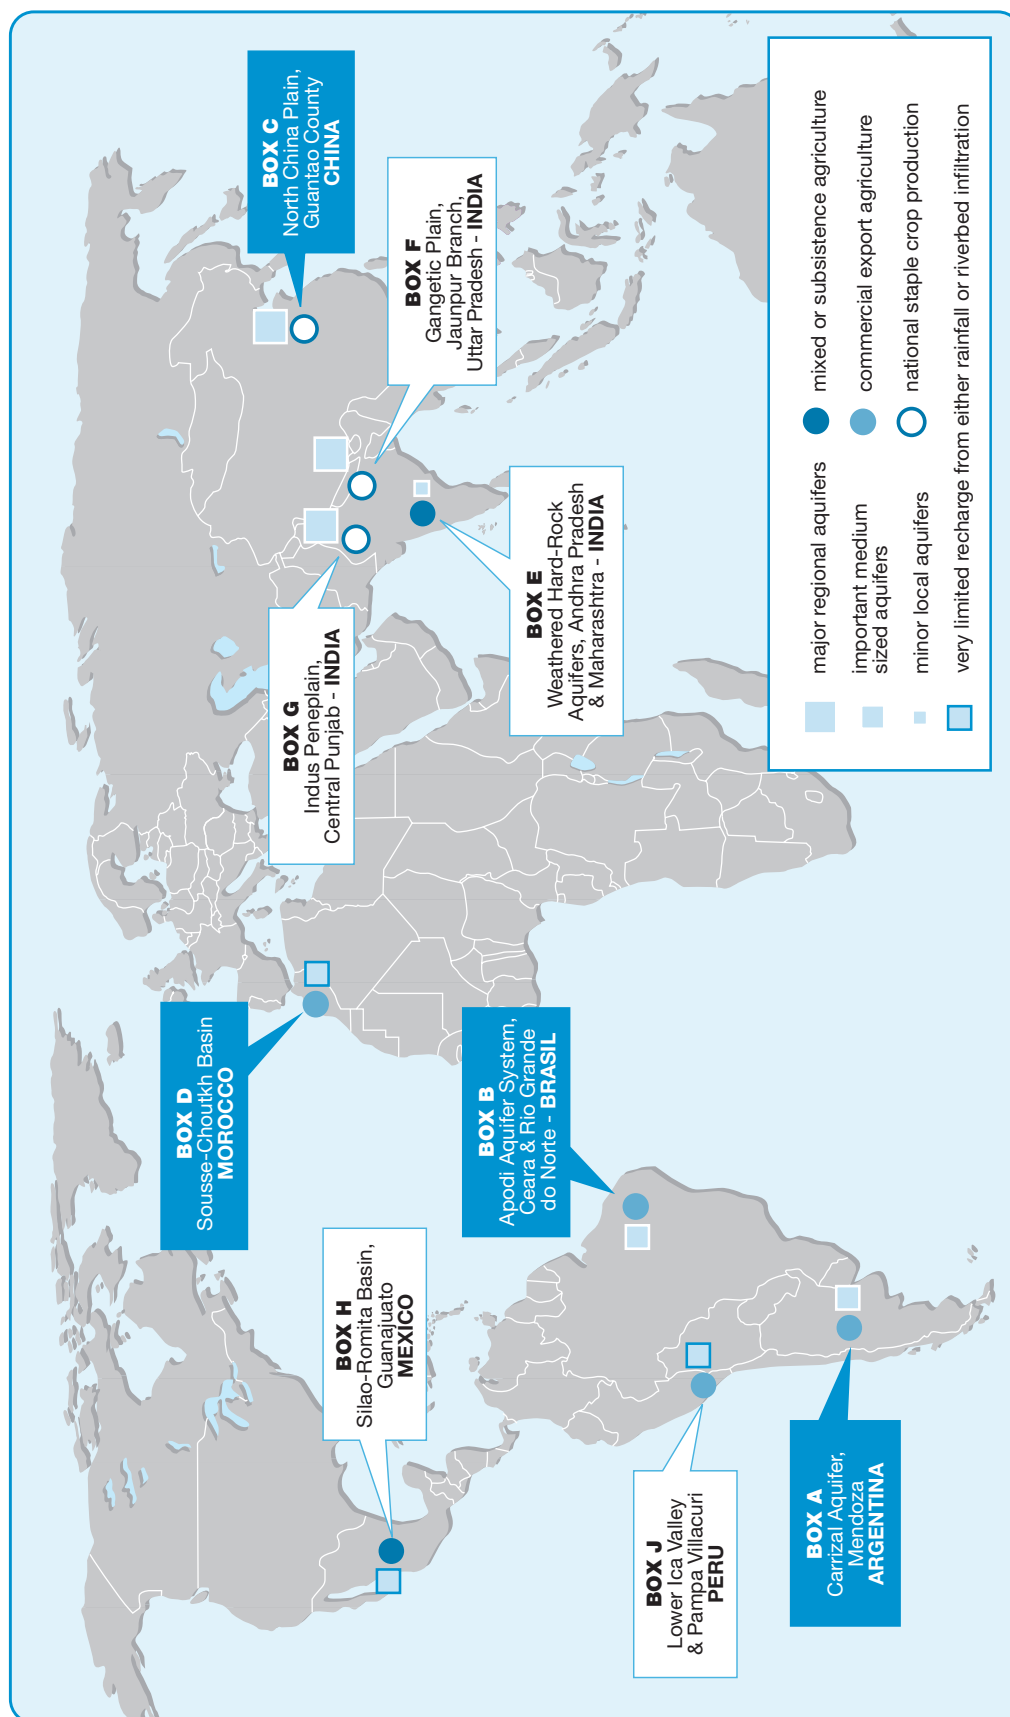 BOX H
Silao-Romita Basin,
Guanajuato
MEXICO
BOX D
Sousse-Choutkh Basin
MOROCCO
BOX G
Indus Peneplain,
Central Punjab - INDIA
BOX C
North China Plain,
Guantao County
CHINA
BOX F
Gangetic Plain,
Jaunpur Branch,
Uttar Pradesh - INDIA
BOX J
Lower Ica Valley
& Pampa Villacuri
PERU
BOX B
Apodi Aquifer System,
Ceara & Rio Grande
do Norte - BRASIL
BOX E
Weathered Hard-Rock
Aquifers, Andhra Pradesh
& Maharashtra - INDIA
BOX A
Carrizal Aquifer,
Mendoza
ARGENTINA
major regional aquifers
important medium
sized aquifers
minor local aquifers
very limited recharge from either rainfall or riverbed infiltration
mixed or subsistence agriculture
commercial export agriculture
national staple crop production